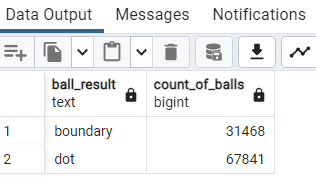 Data Output Messages Notifications
ball_result count_of_balls
text bigint
1 boundary 31468
2 dot 67841